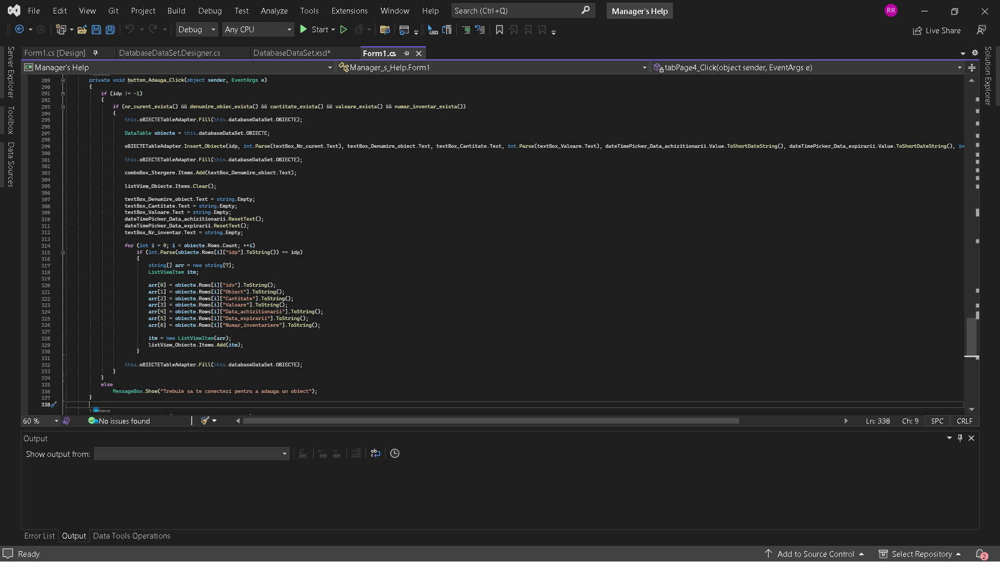 File Edit View Git Project Build Debug Test Analyze Tools Extensions Window Help Search (Ctrl+Q) Manager's Help RR
Debug Any CPU Start Live Share
Form1.cs [Design] DatabaseDataSet.Designer.cs DatabaseDataSet.xsd* Form1.cs
C# Manager's Help Manager_s_Help.Form1 tabPage4_Click(object sender, EventArgs e)
Server Explorer
Toolbox
Data Sources
Solution Explorer
289 private void button_Adauga_Click(object sender, EventArgs e)
290 {
291 if (idp != -1)
292 {
293 if (nr_curent_exista() && denumire_obiec_exista() && cantitate_exista() && valoare_exista() && numar_inventar_exista())
294 {
295 this.oBIECTETableAdapter.Fill(this.databaseDataSet.OBIECTE);
296
297 DataTable obiecte = this.databaseDataSet.OBIECTE;
298
299 oBIECTETableAdapter.Insert_Obiecte(idp, int.Parse(textBox_Nr_curent.Text), textBox_Denumire_obiect.Text, textBox_Cantitate.Text, int.Parse(textBox_Valoare.Text), dateTimePicker_Data_achizitionarii.Value.ToShortDateString(), dateTimePicker_Data_expirarii.Value.ToShortDateString(), in
300
301 this.oBIECTETableAdapter.Fill(this.databaseDataSet.OBIECTE);
302
303 comboBox_Stergere.Items.Add(textBox_Denumire_obiect.Text);
304
305 listView_Obiecte.Items.Clear();
306
307 textBox_Denumire_obiect.Text = string.Empty;
308 textBox_Cantitate.Text = string.Empty;
309 textBox_Valoare.Text = string.Empty;
310 dateTimePicker_Data_achizitionarii.ResetText();
311 dateTimePicker_Data_expirarii.ResetText();
312 textBox_Nr_inventar.Text = string.Empty;
313
314 for (int i = 0; i < obiecte.Rows.Count; ++i)
315 if (int.Parse(obiecte.Rows[i]["idp"].ToString()) == idp)
316 {
317 string[] arr = new string[7];
318 ListViewItem itm;
319
320 arr[0] = obiecte.Rows[i]["ido"].ToString();
321 arr[1] = obiecte.Rows[i]["Obiect"].ToString();
322 arr[2] = obiecte.Rows[i]["Cantitate"].ToString();
323 arr[3] = obiecte.Rows[i]["Valoare"].ToString();
324 arr[4] = obiecte.Rows[i]["Data_achizitionarii"].ToString();
325 arr[5] = obiecte.Rows[i]["Data_expirarii"].ToString();
326 arr[6] = obiecte.Rows[i]["Numar_inventariere"].ToString();
327
328 itm = new ListViewItem(arr);
329 listView_Obiecte.Items.Add(itm);
330 }
331
332 this.oBIECTETableAdapter.Fill(this.databaseDataSet.OBIECTE);
333 }
334 }
335 else
336 MessageBox.Show("Trebuie sa te conectezi pentru a adauga un obiect");
337 }
338
1 reference
60 % No issues found Ln: 338 Ch: 9 SPC CRLF
Output
Show output from:
Error List Output Data Tools Operations
Ready Add to Source Control Select Repository 2